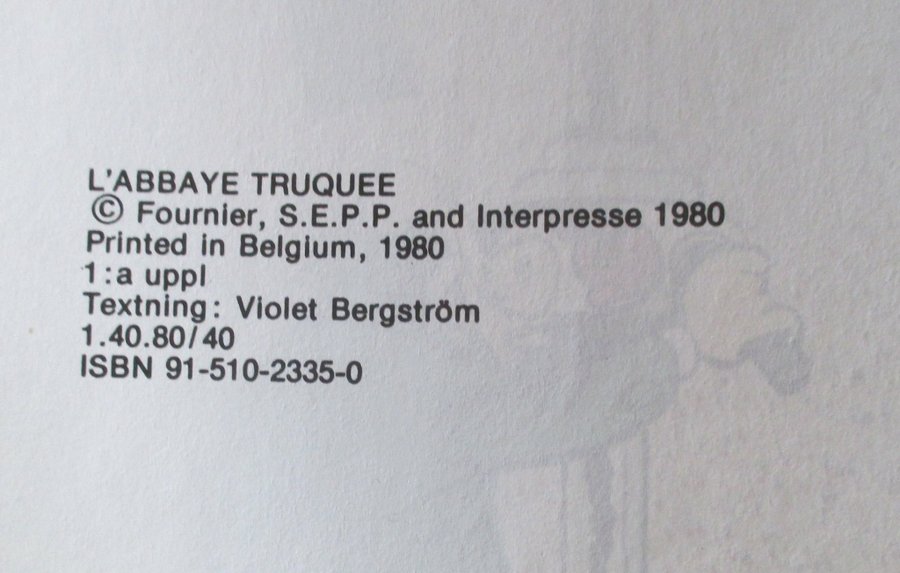 L'ABBAYE TRUQUEE
© Fournier, S.E.P.P. and Interpresse 1980
Printed in Belgium, 1980
1:a uppl
Textning: Violet Bergström
1.40.80/40
ISBN 91-510-2335-0